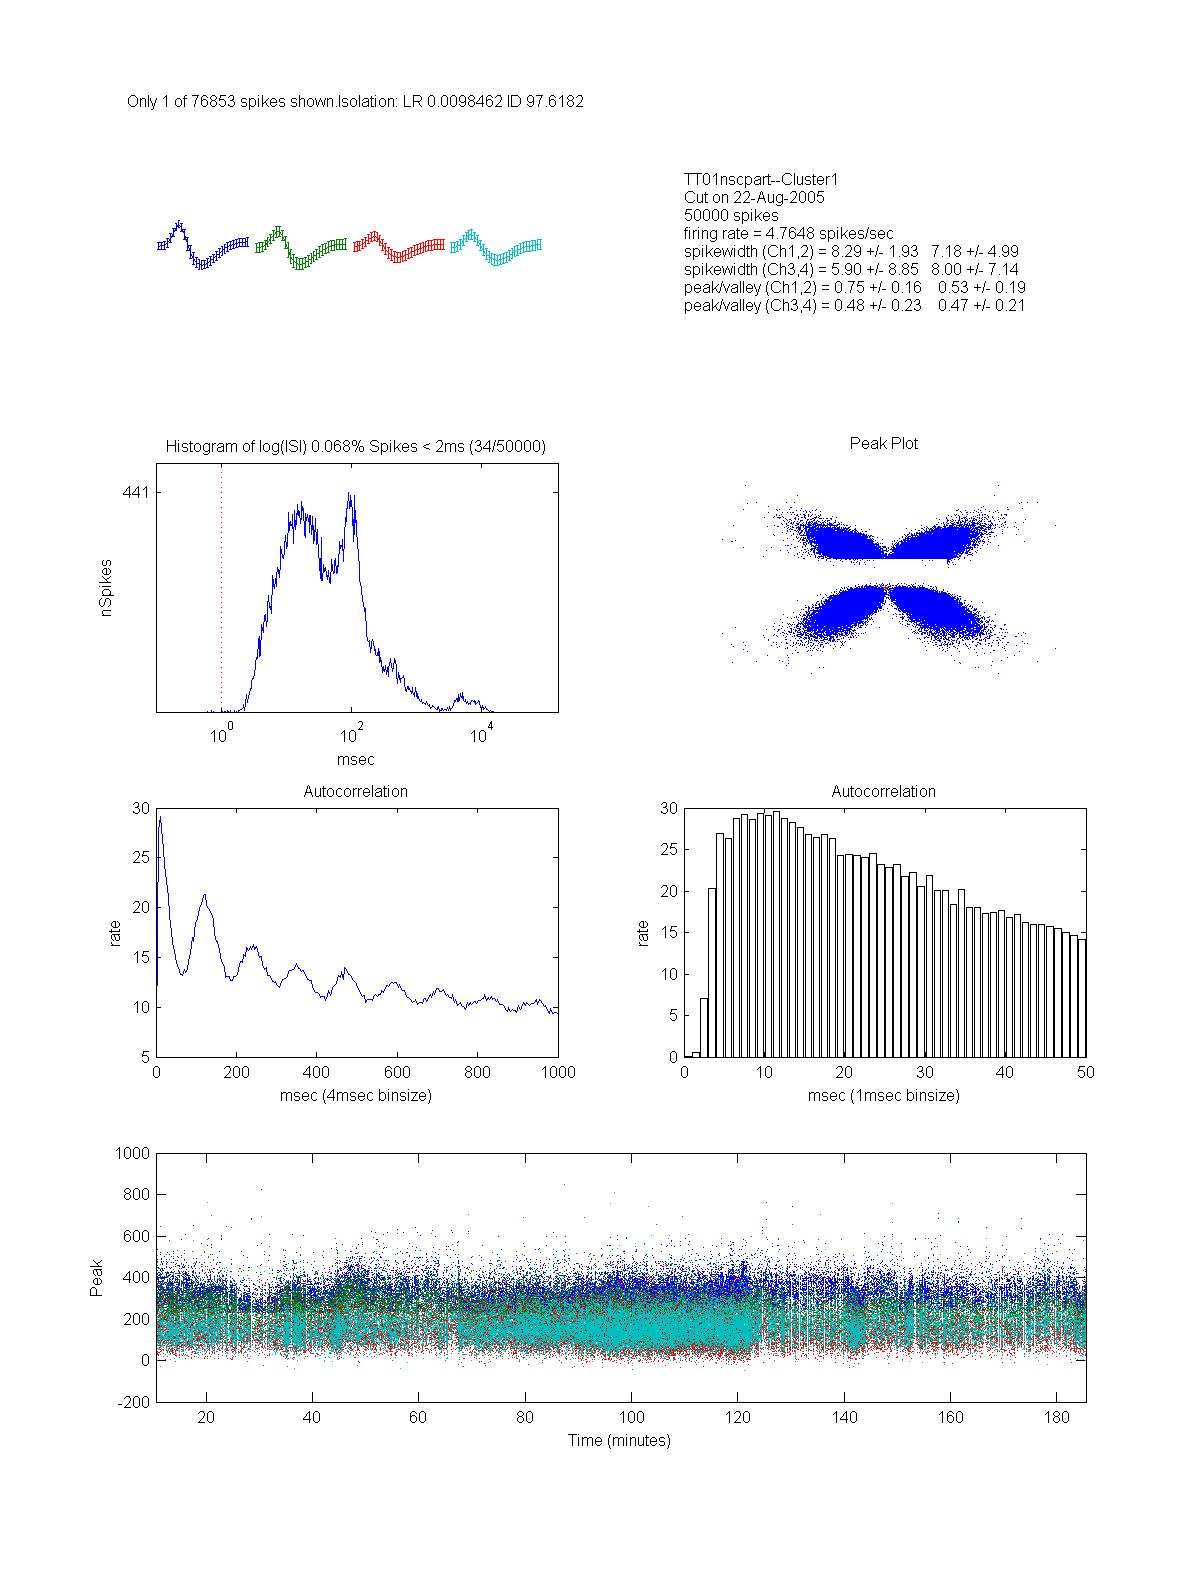 Only 1 of 76853 spikes shown.Isolation: LR 0.0098462 ID 97.6182
TT01nscpart--Cluster1
Cut on 22-Aug-2005
50000 spikes
firing rate = 4.7648 spikes/sec
spikewidth (Ch1,2) = 8.29 +/- 1.93 7.18 +/- 4.99
spikewidth (Ch3,4) = 5.90 +/- 8.85 8.00 +/- 7.14
peak/valley (Ch1,2) = 0.75 +/- 0.16 0.53 +/- 0.19
peak/valley (Ch3,4) = 0.48 +/- 0.23 0.47 +/- 0.21
Histogram of log(ISI) 0.068% Spikes < 2ms (34/50000)
441
nSpikes
10^0 10^2 10^4
msec
Peak Plot
Autocorrelation
30
25
20
15
10
5
rate
0 200 400 600 800 1000
msec (4msec binsize)
Autocorrelation
30
25
20
15
10
5
0
rate
0 10 20 30 40 50
msec (1msec binsize)
1000
800
600
400
200
0
-200
Peak
20 40 60 80 100 120 140 160 180
Time (minutes)